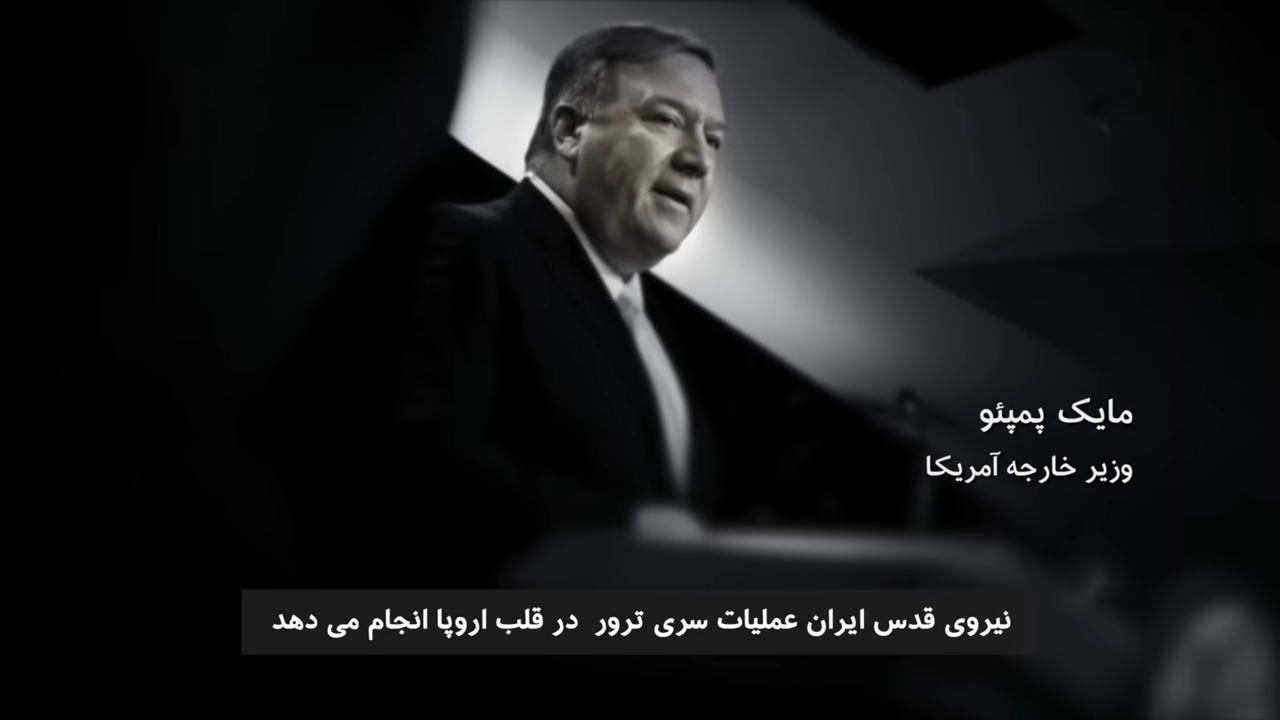 مایک پمپئو
وزیر خارجه آمریکا
نیروی قدس ایران عملیات سری ترور در قلب اروپا انجام می دهد